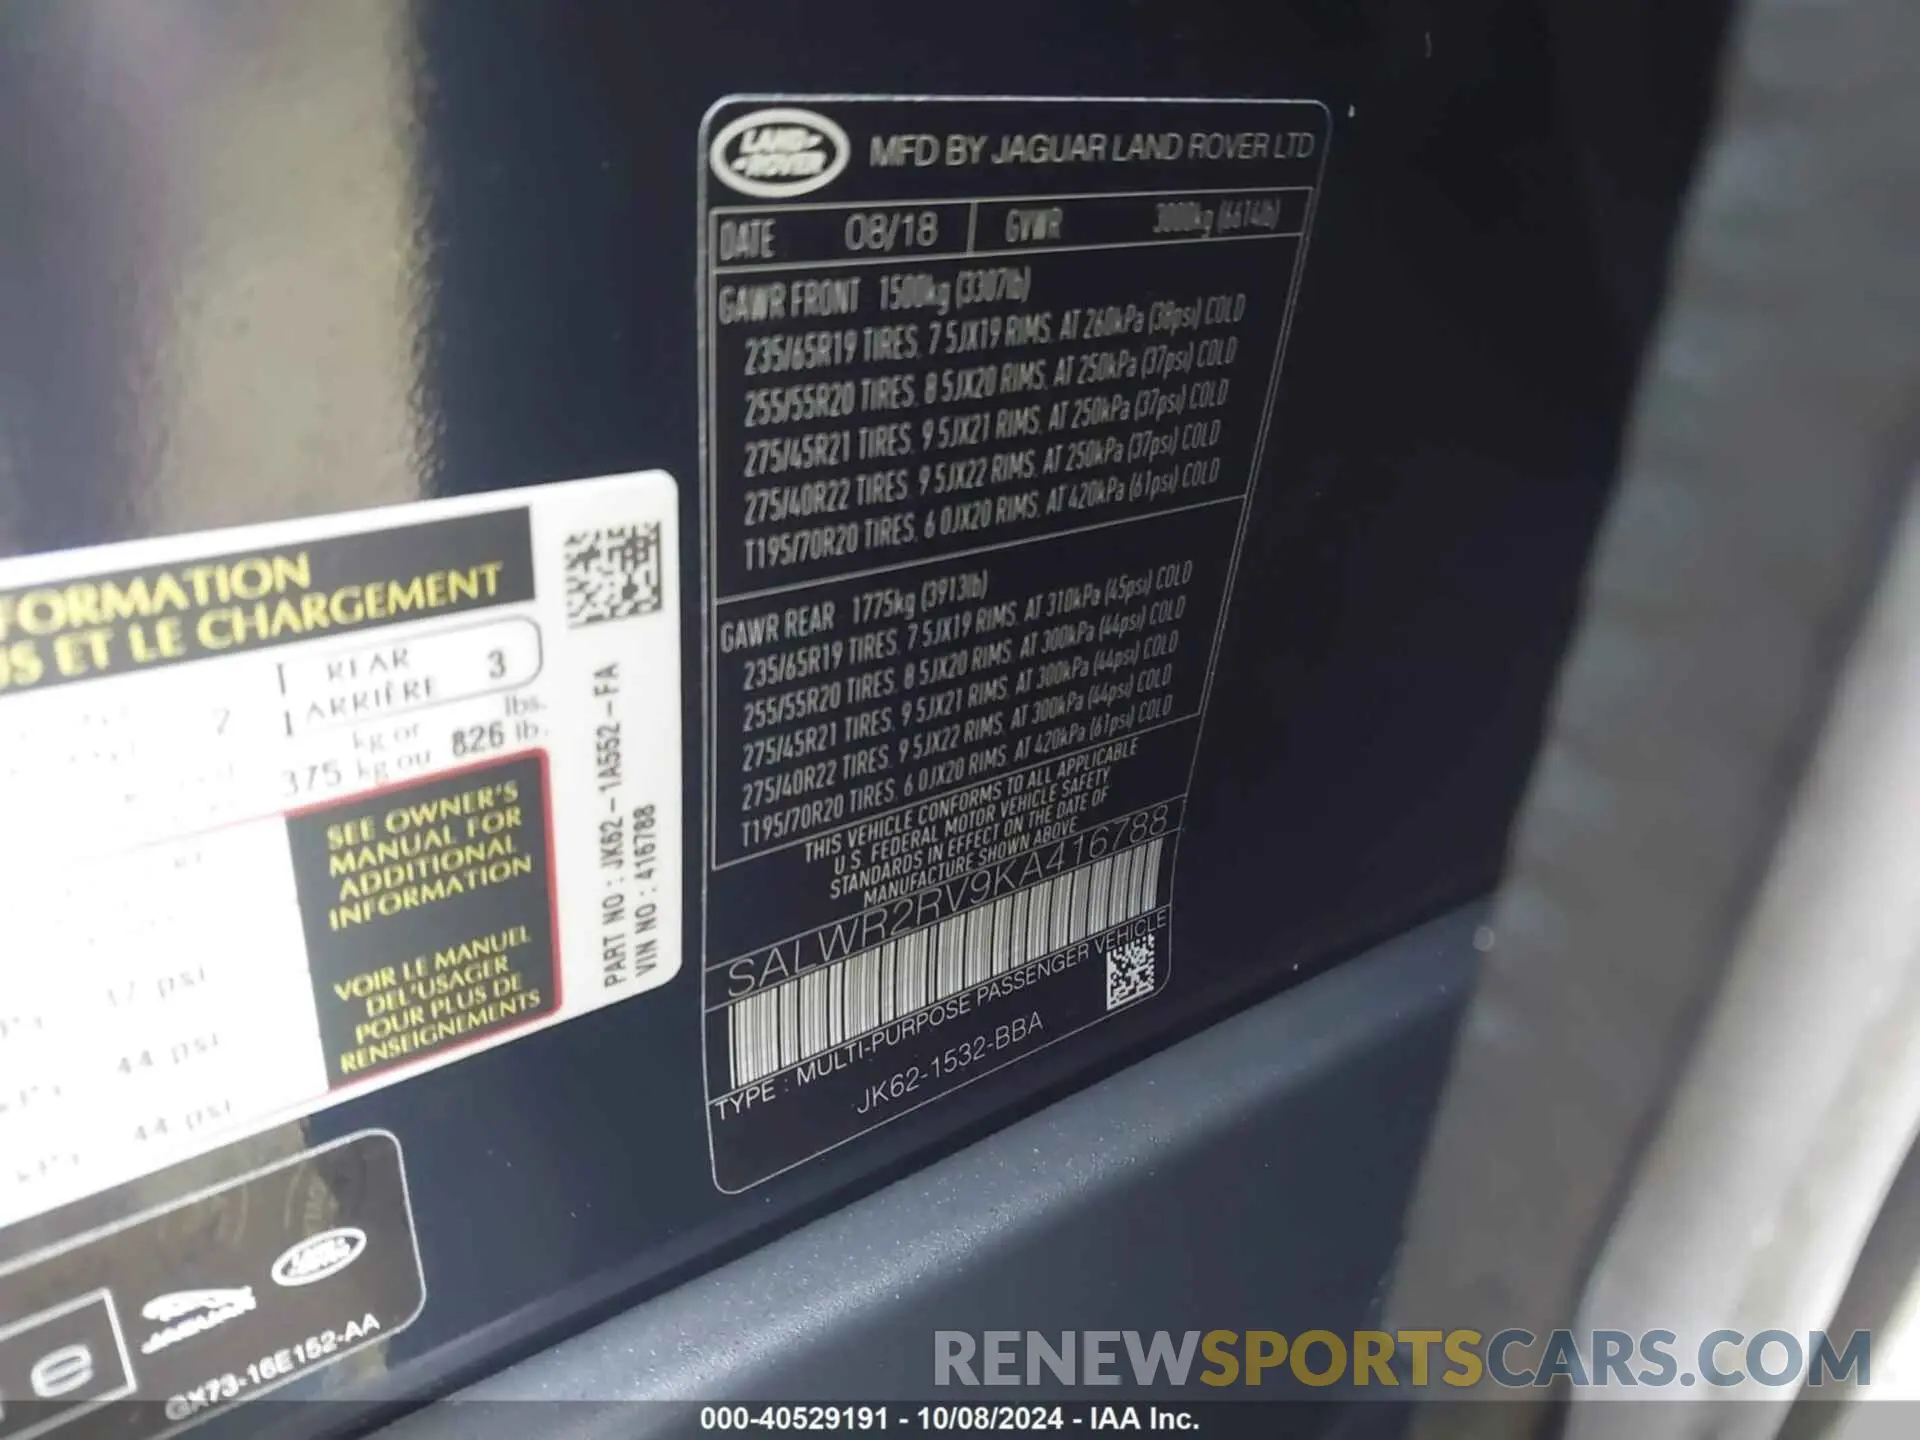 LAND
ROVER
MFD BY JAGUAR LAND ROVER LTD
DATE 08/18 GVWR 3000kg (6614lb)
GAWR FRONT 1500kg (3307lb)
235/65R19 TIRES, 7.5JX19 RIMS, AT 260kPa (38psi) COLD
255/55R20 TIRES, 8.5JX20 RIMS, AT 250kPa (37psi) COLD
275/45R21 TIRES, 9.5JX21 RIMS, AT 250kPa (37psi) COLD
275/40R22 TIRES, 9.5JX22 RIMS, AT 250kPa (37psi) COLD
T195/70R20 TIRES, 6.0JX20 RIMS, AT 420kPa (61psi) COLD
GAWR REAR 1775kg (3913lb)
235/65R19 TIRES, 7.5JX19 RIMS, AT 310kPa (45psi) COLD
255/55R20 TIRES, 8.5JX20 RIMS, AT 300kPa (44psi) COLD
275/45R21 TIRES, 9.5JX21 RIMS, AT 300kPa (44psi) COLD
275/40R22 TIRES, 9.5JX22 RIMS, AT 300kPa (44psi) COLD
T195/70R20 TIRES, 6.0JX20 RIMS, AT 420kPa (61psi) COLD
THIS VEHICLE CONFORMS TO ALL APPLICABLE
U.S. FEDERAL MOTOR VEHICLE SAFETY
STANDARDS IN EFFECT ON THE DATE OF
MANUFACTURE SHOWN ABOVE
SALWR2RV9KA416788
TYPE : MULTI-PURPOSE PASSENGER VEHICLE
JK62-1532-BBA
FORMATION
US ET LE CHARGEMENT
REAR
ARRIÈRE 3
kg or lbs.
375 kg ou 826 lb.
SEE OWNER'S
MANUAL FOR
ADDITIONAL
INFORMATION
VOIR LE MANUEL
DEL'USAGER
POUR PLUS DE
RENSEIGNEMENTS
17 psi
44 psi
44 psi
PART NO : JK62-1A552-FA
VIN NO : 416788
JAGUAR
LAND
ROVER
GX73-16E152-AA
RENEWSPORTSCARS.COM
000-40529191 - 10/08/2024 - IAA Inc.